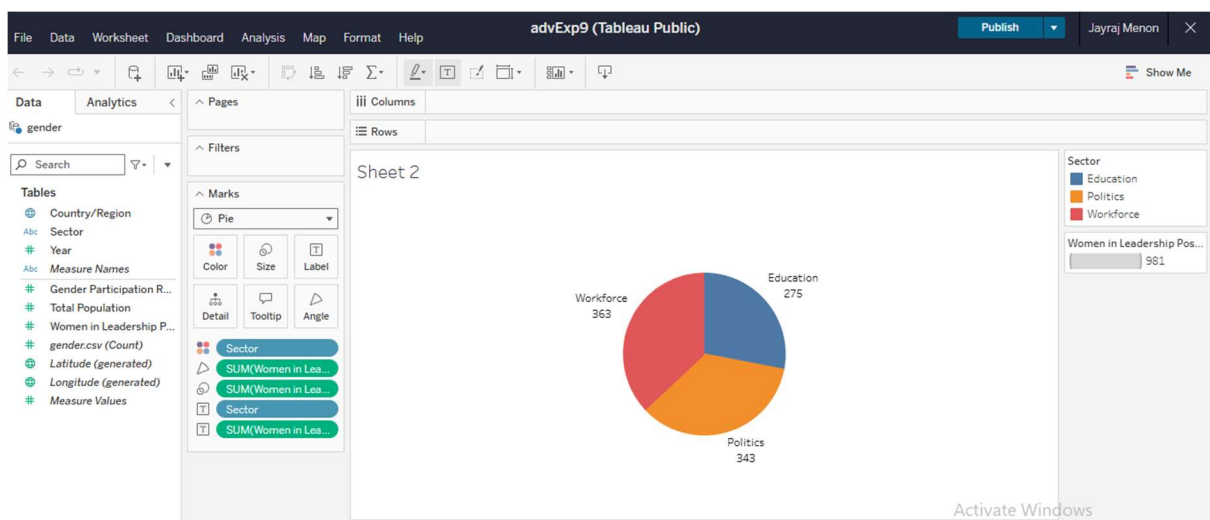 advExp9 (Tableau Public)
Publish
Jayraj Menon
File Data Worksheet Dashboard Analysis Map Format Help
Show Me
Data Analytics
gender
Search
Tables
Country/Region
Abc Sector
# Year
Abc Measure Names
# Gender Participation R...
# Total Population
# Women in Leadership P...
# gender.csv (Count)
Latitude (generated)
Longitude (generated)
# Measure Values
Pages
Filters
Marks
Pie
Color Size Label
Detail Tooltip Angle
Sector
SUM(Women in Lea...
SUM(Women in Lea...
T Sector
T SUM(Women in Lea...
iii Columns
Rows
Sheet 2
Education
275
Workforce
363
Politics
343
Sector
Education
Politics
Workforce
Women in Leadership Pos...
981
Activate Windows